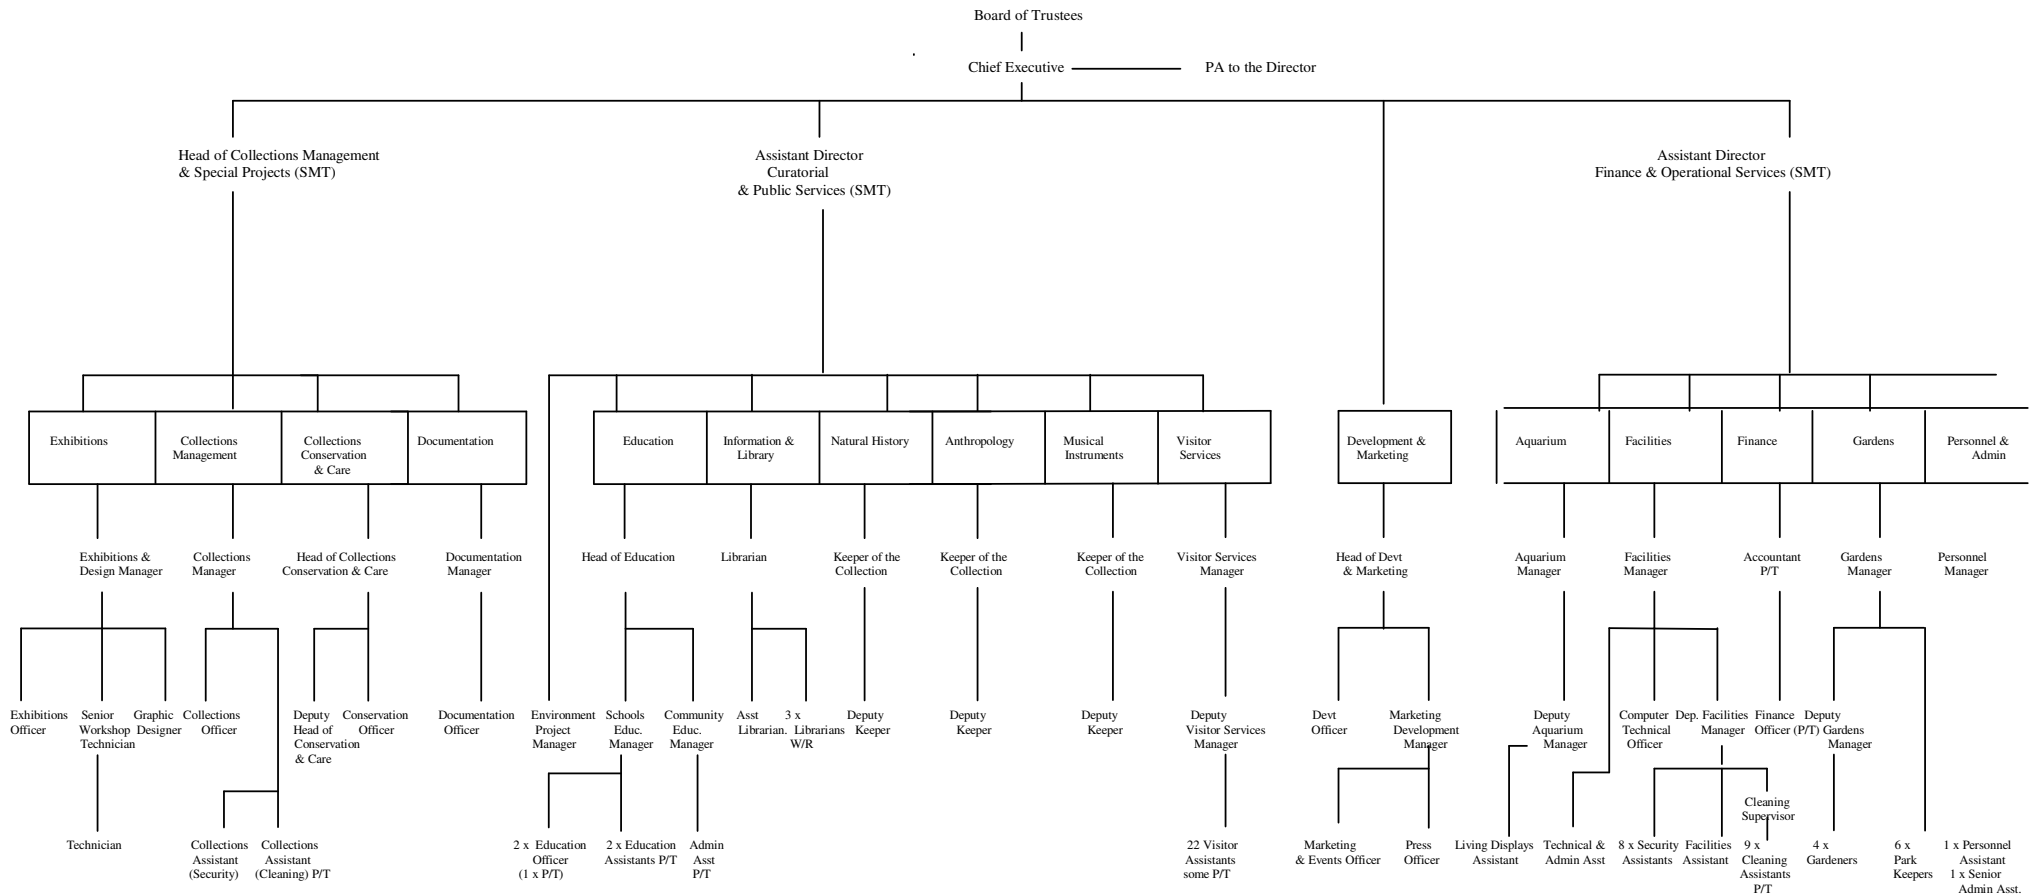 Board of Trustees
Chief Executive
PA to the Director
Head of Collections Management
& Special Projects (SMT)
Assistant Director
Curatorial
& Public Services (SMT)
Assistant Director
Finance & Operational Services (SMT)
Exhibitions
Collections
Management
Collections
Conservation
& Care
Documentation
Education
Information &
Library
Natural History
Anthropology
Musical
Instruments
Visitor
Services
Development &
Marketing
Aquarium
Facilities
Finance
Gardens
Personnel &
Admin
Exhibitions &
Design Manager
Collections
Manager
Head of Collections
Conservation & Care
Documentation
Manager
Head of Education
Librarian
Keeper of the
Collection
Keeper of the
Collection
Keeper of the
Collection
Visitor Services
Manager
Head of Devt
& Marketing
Aquarium
Manager
Facilities
Manager
Accountant
P/T
Gardens
Manager
Personnel
Manager
Exhibitions
Officer
Senior
Workshop
Technician
Graphic
Designer
Collections
Officer
Deputy
Head of
Conservation
& Care
Conservation
Officer
Documentation
Officer
Environment
Project
Manager
Schools
Educ.
Manager
Community
Educ.
Manager
Asst
Librarian.
3 x
Librarians
W/R
Deputy
Keeper
Deputy
Keeper
Deputy
Keeper
Deputy
Visitor Services
Manager
Devt
Officer
Marketing
Development
Manager
Deputy
Aquarium
Manager
Computer
Technical
Officer
Dep. Facilities
Manager
Finance
Officer (P/T)
Deputy
Gardens
Manager
Cleaning
Supervisor
Technician
Collections
Assistant
(Security)
Collections
Assistant
(Cleaning) P/T
2 x Education
Officer
(1 x P/T)
2 x Education
Assistants P/T
Admin
Asst
P/T
22 Visitor
Assistants
some P/T
Marketing
& Events Officer
Press
Officer
Living Displays
Assistant
Technical &
Admin Asst
8 x Security
Assistants
Facilities
Assistant
9 x
Cleaning
Assistants
P/T
4 x
Gardeners
6 x
Park
Keepers
1 x Personnel
Assistant
1 x Senior
Admin Asst.